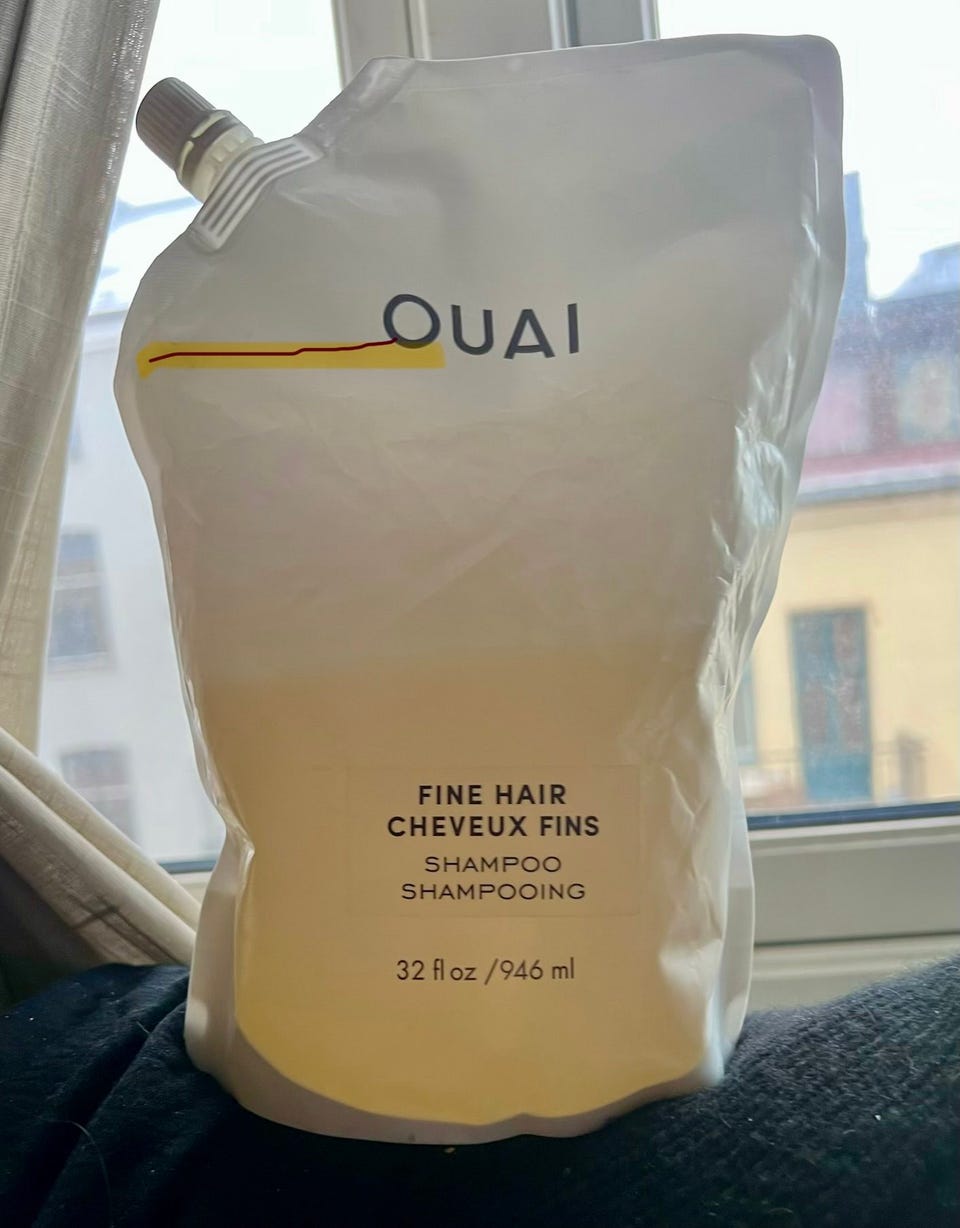 OUAI
FINE HAIR
CHEVEUX FINS
SHAMPOO
SHAMPOOING
32 fl oz /946 ml